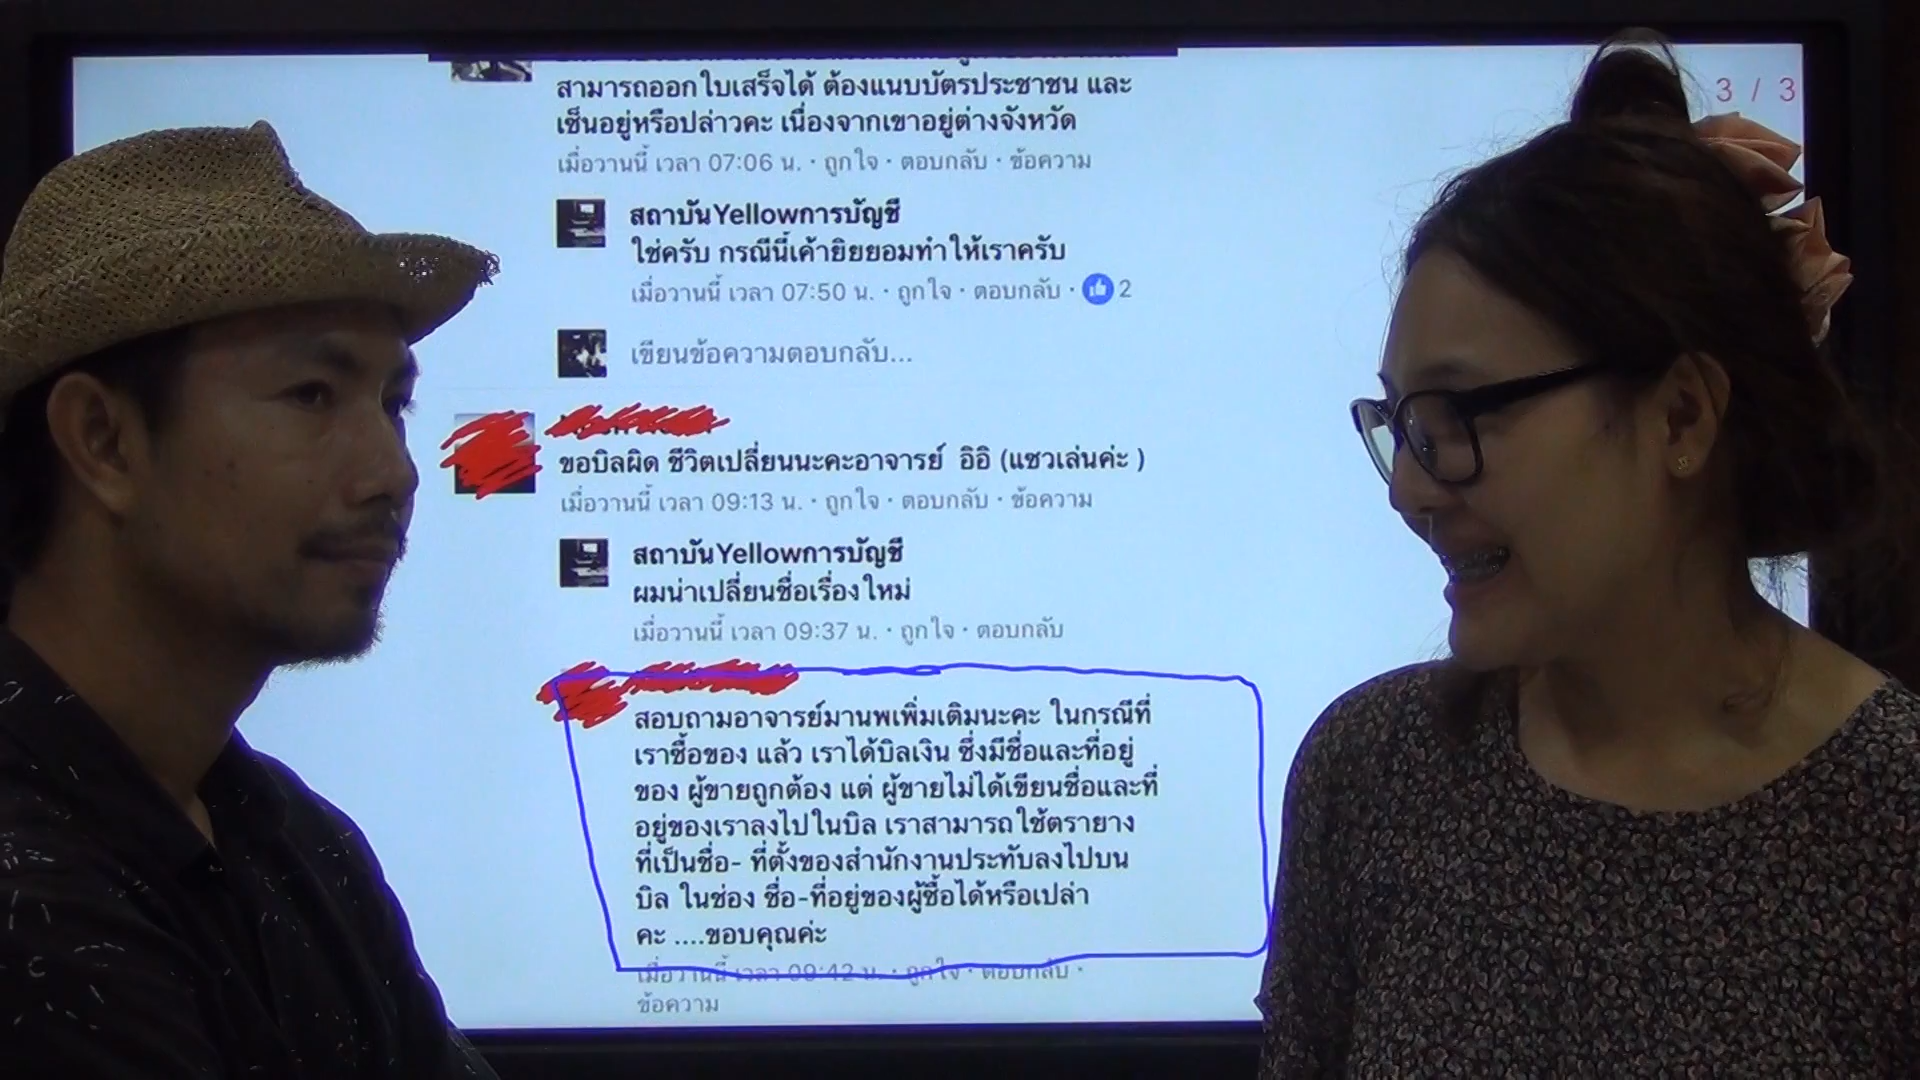 3 / 3
สามารถออกใบเสร็จได้ ต้องแนบบัตรประชาชน และ
เซ็นอยู่หรือปล่าวคะ เนื่องจากเขาอยู่ต่างจังหวัด
เมื่อวานนี้ เวลา 07:06 น. · ถูกใจ · ตอบกลับ · ข้อความ
สถาบันYellowการบัญชี
ใช่ครับ กรณีนี้เค้ายิยยอมทำให้เราครับ
เมื่อวานนี้ เวลา 07:50 น. · ถูกใจ · ตอบกลับ · 2
เขียนข้อความตอบกลับ...
ขอบิลผิด ชีวิตเปลี่ยนนะคะอาจารย์ อิอิ (แซวเล่นค่ะ )
เมื่อวานนี้ เวลา 09:13 น. · ถูกใจ · ตอบกลับ · ข้อความ
สถาบันYellowการบัญชี
ผมน่าเปลี่ยนชื่อเรื่องใหม่
เมื่อวานนี้ เวลา 09:37 น. · ถูกใจ · ตอบกลับ
สอบถามอาจารย์มานพเพิ่มเติมนะคะ ในกรณีที่
เราซื้อของ แล้ว เราได้บิลเงิน ซึ่งมีชื่อและที่อยู่
ของ ผู้ขายถูกต้อง แต่ ผู้ขายไม่ได้เขียนชื่อและที่
อยู่ของเราลงไปในบิล เราสามารถใช้ตรายาง
ที่เป็นชื่อ- ที่ตั้งของสำนักงานประทับลงไปบน
บิล ในช่อง ชื่อ-ที่อยู่ของผู้ซื้อได้หรือเปล่า
คะ ....ขอบคุณค่ะ
เมื่อวานนี้ เวลา 09:42 น. · ถูกใจ · ตอบกลับ ·
ข้อความ